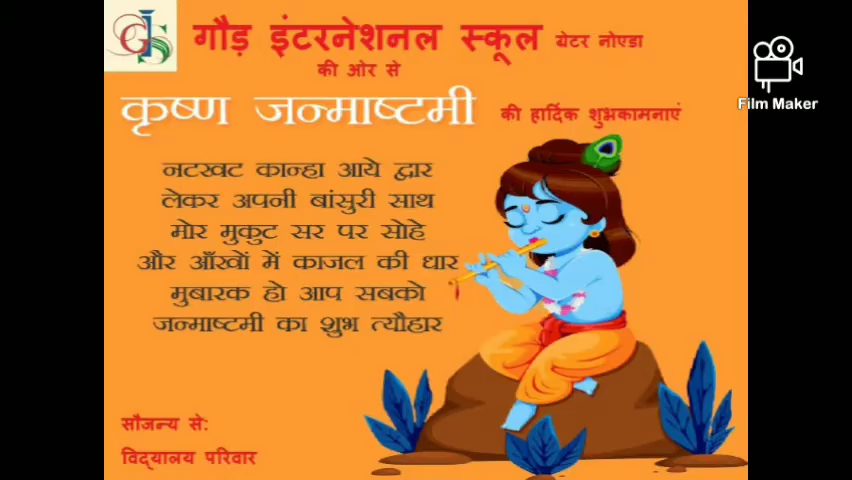 GIS
गौड़ इंटरनेशनल स्कूल ग्रेटर नोएडा
की ओर से
कृष्ण जन्माष्टमी की हार्दिक शुभकामनाएं
नटखट कान्हा आये द्वार
लेकर अपनी बांसुरी साथ
मोर मुकुट सर पर सोहे
और आँखों में काजल की धार
मुबारक हो आप सबको
जन्माष्टमी का शुभ त्यौहार
सौजन्य से:
विद्यालय परिवार
Film Maker